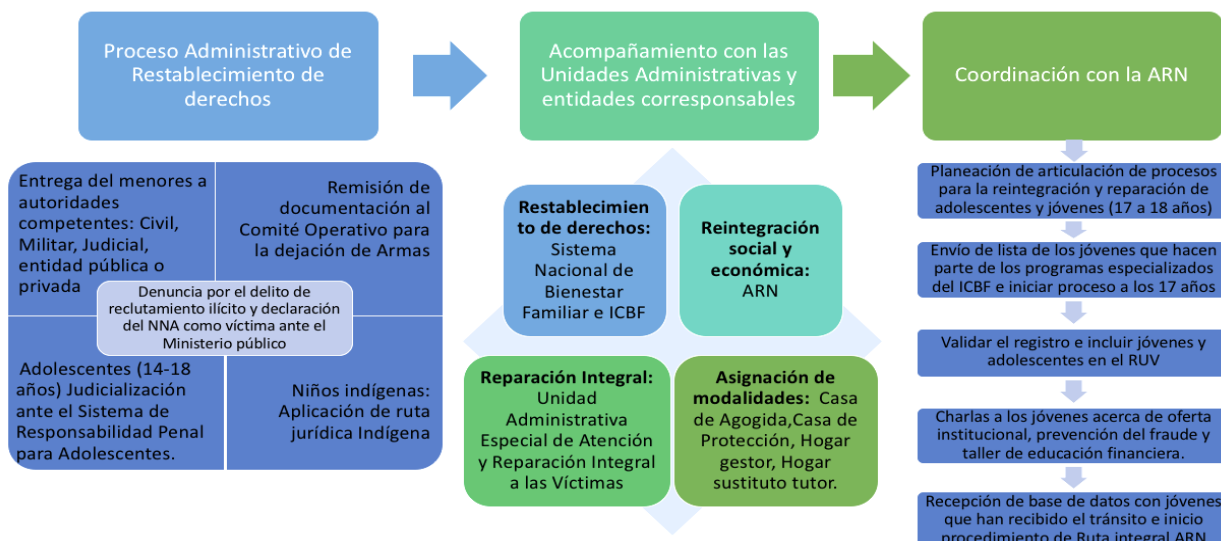 Proceso Administrativo de
Restablecimiento de
derechos
Acompañamiento con las
Unidades Administrativas y
entidades corresponsables
Coordinación con la ARN
Entrega del menores a
autoridades
competentes: Civil,
Militar, Judicial,
entidad pública o
privada
Remisión de
documentación al
Comité Operativo para
la dejación de Armas
Denuncia por el delito de
reclutamiento ilícito y declaración
del NNA como víctima ante el
Ministerio público
Adolescentes (14-18
años) Judicialización
ante el Sistema de
Responsabilidad Penal
para Adolescentes.
Niños indígenas:
Aplicación de ruta
jurídica Indígena
Restablecimien
to de derechos:
Sistema
Nacional de
Bienestar
Familiar e ICBF
Reintegración
social y
económica:
ARN
Reparación Integral:
Unidad
Administrativa
Especial de Atención
y Reparación Integral
a las Víctimas
Asignación de
modalidades: Casa
de Agogida,Casa de
Protección, Hogar
gestor, Hogar
sustituto tutor.
Planeación de articulación de procesos
para la reintegración y reparación de
adolescentes y jóvenes (17 a 18 años)
Envío de lista de los jóvenes que hacen
parte de los programas especializados
del ICBF e iniciar proceso a los 17 años
Validar el registro e incluir jóvenes y
adolescentes en el RUV
Charlas a los jóvenes acerca de oferta
institucional, prevención del fraude y
taller de educación financiera.
Recepción de base de datos con jóvenes
que han recibido el tránsito e inicio
procedimiento de Ruta integral ARN